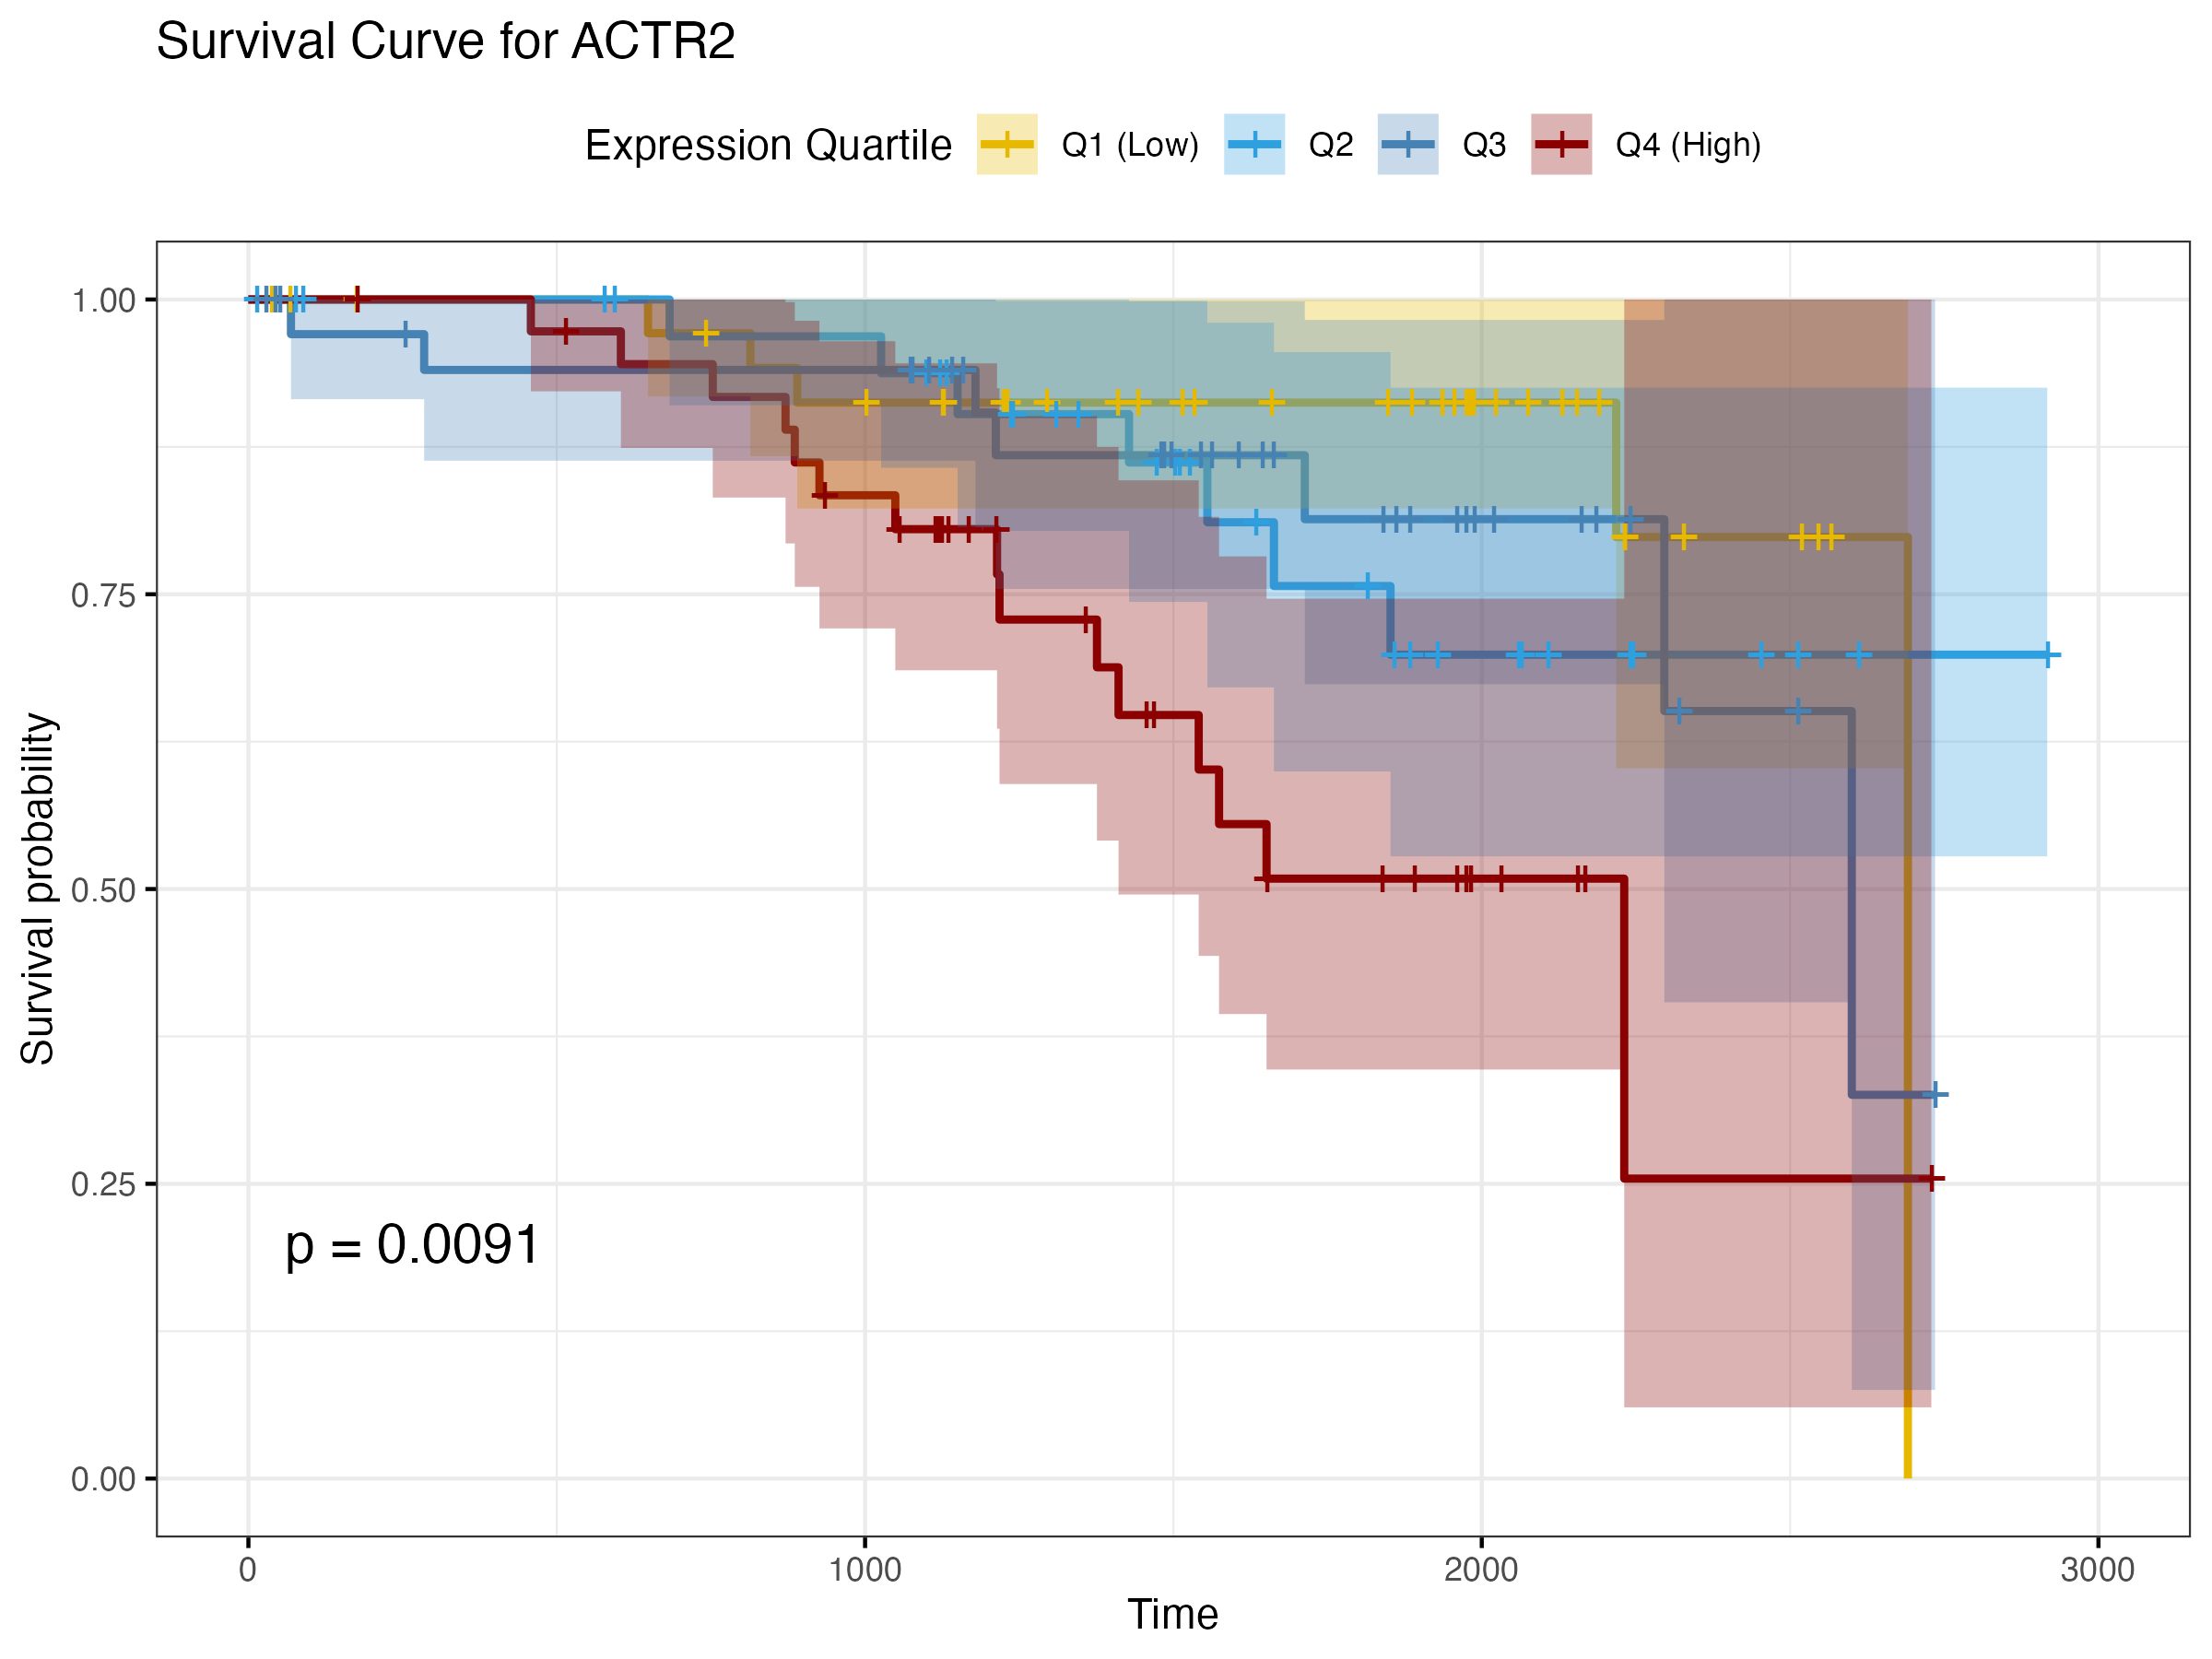 Survival Curve for ACTR2
Expression Quartile Q1 (Low) Q2 Q3 Q4 (High)
1.00
0.75
0.50
0.25
0.00
Survival probability
p = 0.0091
0 1000 2000 3000
Time